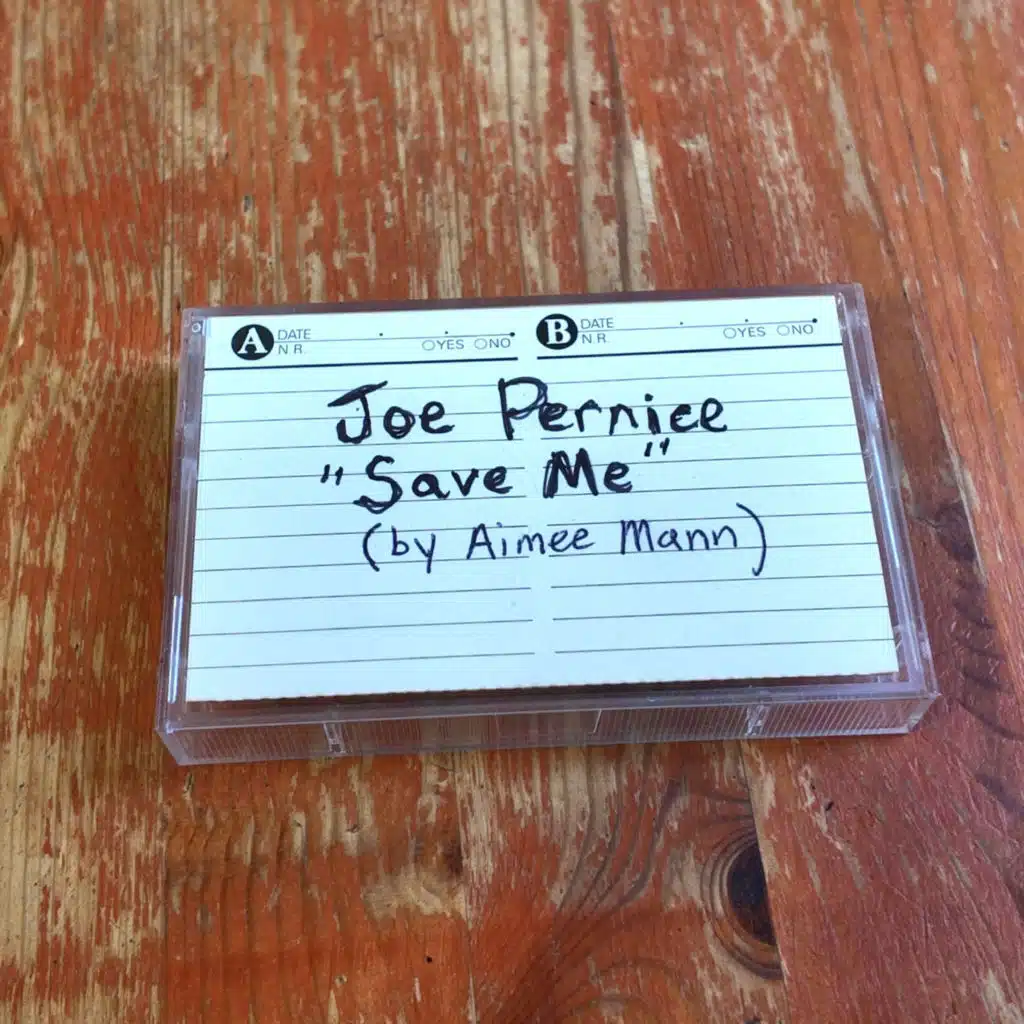 A DATE
N.R. ○YES ○NO
B DATE
N.R. ○YES ○NO
Joe Pernice
"Save Me"
(by Aimee Mann)